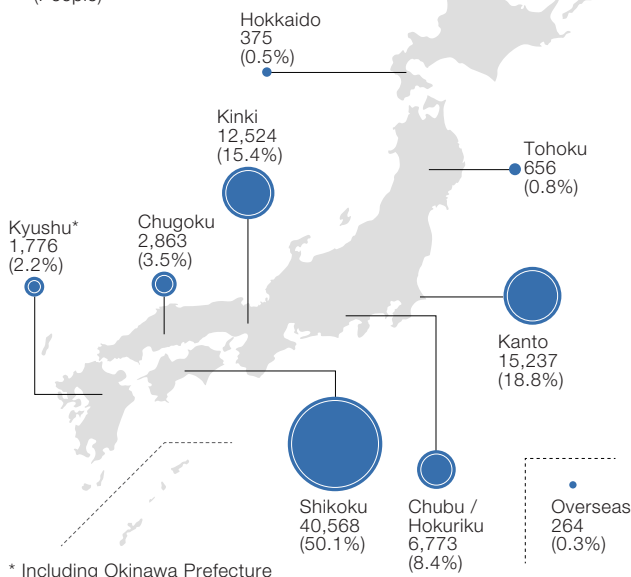 (People)
Hokkaido
375
(0.5%)
Kinki
12,524
(15.4%)
Tohoku
656
(0.8%)
Kyushu*
1,776
(2.2%)
Chugoku
2,863
(3.5%)
Kanto
15,237
(18.8%)
Shikoku
40,568
(50.1%)
Chubu /
Hokuriku
6,773
(8.4%)
Overseas
264
(0.3%)
* Including Okinawa Prefecture